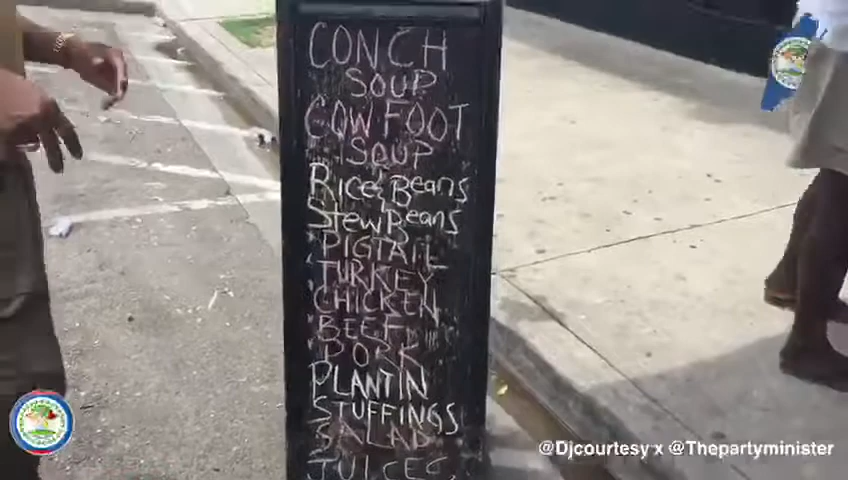 CONCH
SOUP
COW FOOT
SOUP
Rice & Beans
Stew Beans
PIGTAIL
TURKEY
CHICKEN
BEEF
PORK
PLANTIN
STUFFINGS
SALAD
JUICES
@Djcourtesy x @Thepartyminister